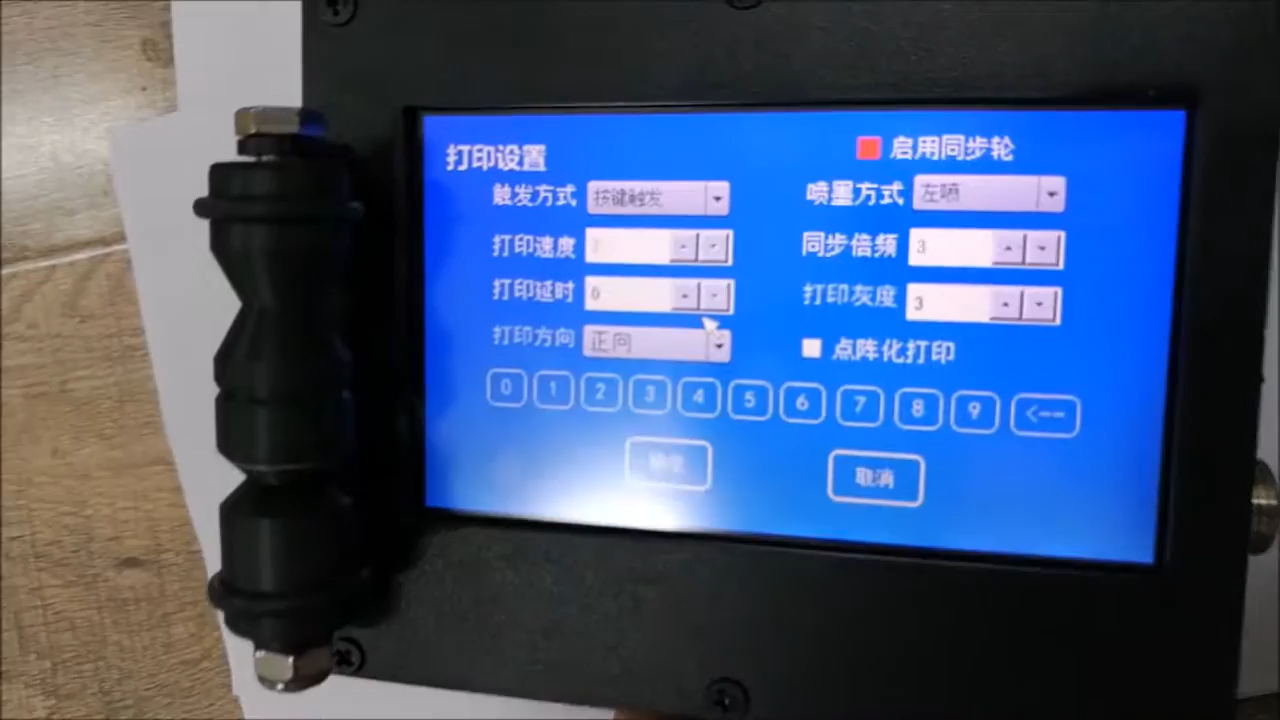 打印设置
启用同步轮
触发方式 按键触发
喷墨方式 左喷
打印速度
同步倍频 3
打印延时 0
打印灰度 3
打印方向 正向
点阵化打印
0 1 2 3 4 5 6 7 8 9 <--
取消